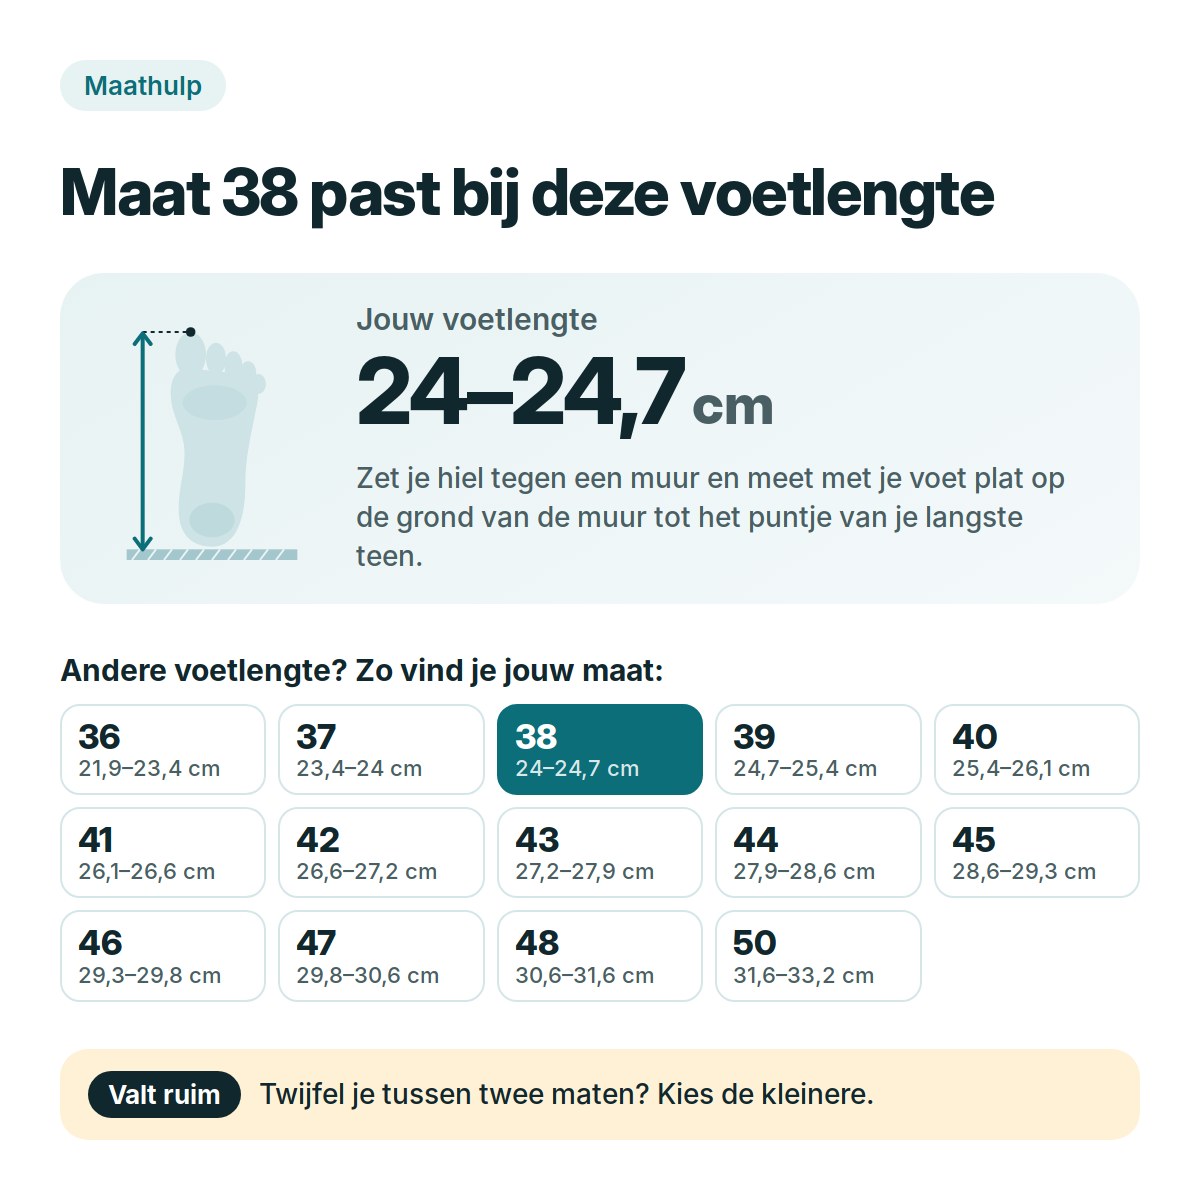 Maathulp
Maat 38 past bij deze voetlengte
Jouw voetlengte
24–24,7 cm
Zet je hiel tegen een muur en meet met je voet plat op
de grond van de muur tot het puntje van je langste
teen.
Andere voetlengte? Zo vind je jouw maat:
36
21,9–23,4 cm
37
23,4–24 cm
38
24–24,7 cm
39
24,7–25,4 cm
40
25,4–26,1 cm
41
26,1–26,6 cm
42
26,6–27,2 cm
43
27,2–27,9 cm
44
27,9–28,6 cm
45
28,6–29,3 cm
46
29,3–29,8 cm
47
29,8–30,6 cm
48
30,6–31,6 cm
50
31,6–33,2 cm
Valt ruim Twijfel je tussen twee maten? Kies de kleinere.